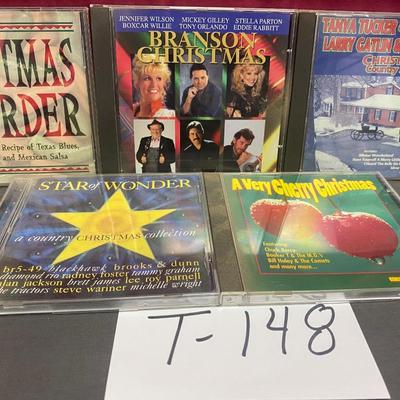 TMAS
RDER
Recipe of Texas Blues,
and Mexican Salsa
JENNIFER WILSON MICKEY GILLEY STELLA PARTON
BOXCAR WILLIE TONY ORLANDO EDDIE RABBITT
BRANSON
CHRISTMAS
TANYA TUCKER
LARRY GATLIN &
CHRIST
Country
STAR of WONDER
a country CHRISTMAS collection
br5-49 blackhawk brooks & dunn
diamond rio radney foster tammy graham
alan jackson brett james lee roy parnell
the tractors steve wariner michelle wright
A Very Cherry Christmas
Featuring
Chuck Berry
Booker T & The M.G.'s
Bill Haley & The Comets
and many more...
T-148